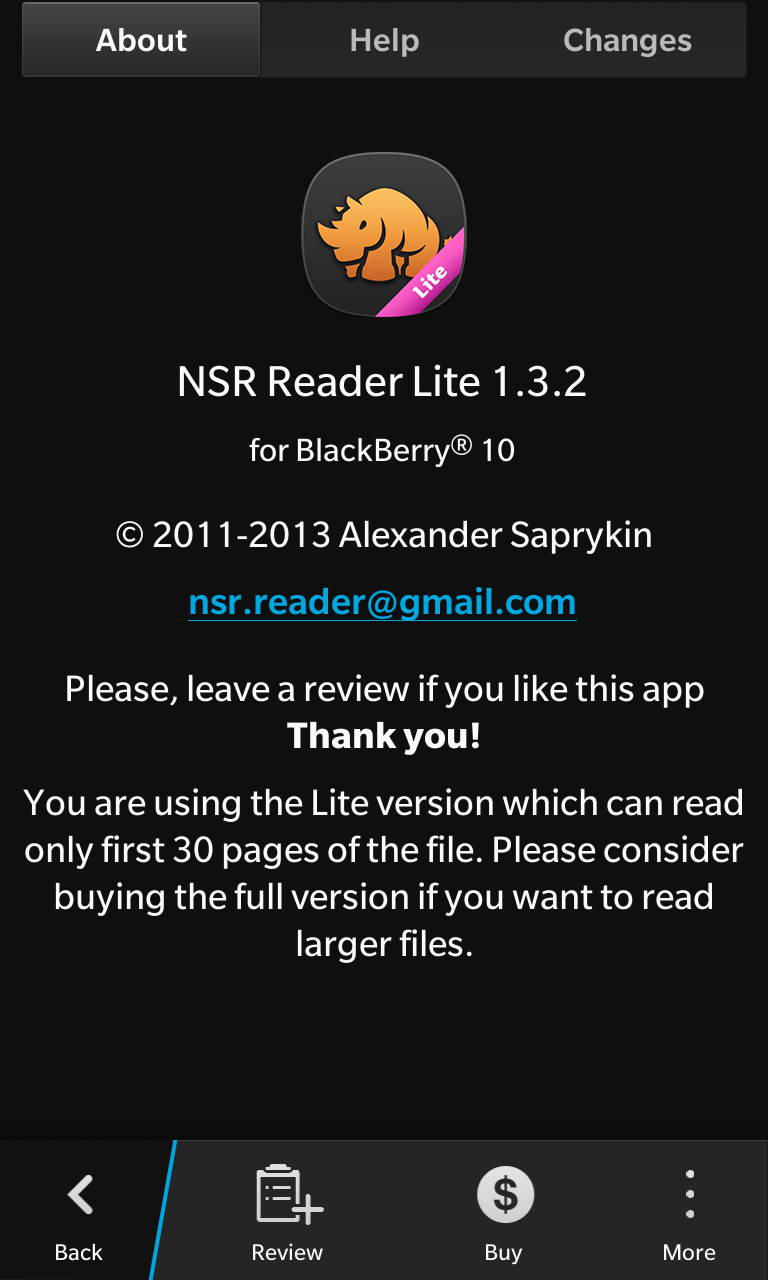 About Help Changes
Lite
NSR Reader Lite 1.3.2
for BlackBerry® 10
© 2011-2013 Alexander Saprykin
nsr.reader@gmail.com
Please, leave a review if you like this app
Thank you!
You are using the Lite version which can read
only first 30 pages of the file. Please consider
buying the full version if you want to read
larger files.
$
Back Review Buy More